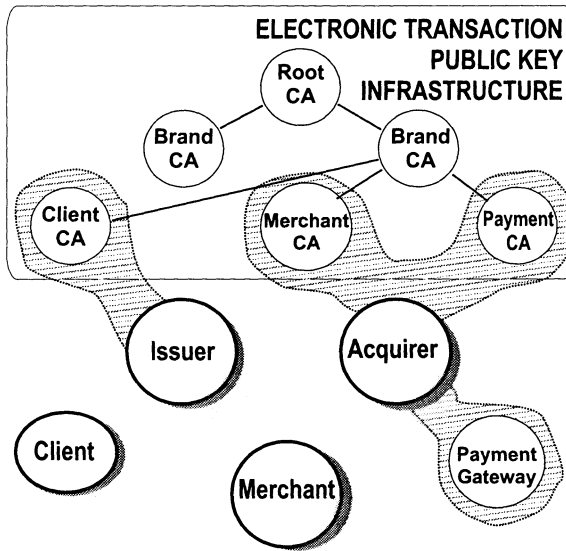 ELECTRONIC TRANSACTION
PUBLIC KEY
INFRASTRUCTURE
Root
CA
Brand
CA
Brand
CA
Client
CA
Merchant
CA
Payment
CA
Issuer
Acquirer
Client
Merchant
Payment
Gateway